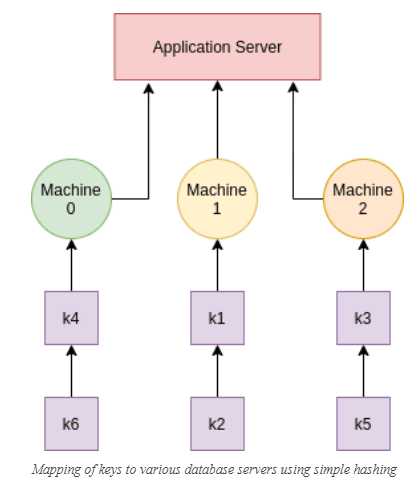 Application Server
Machine
0
Machine
1
Machine
2
k4
k1
k3
k6
k2
k5
Mapping of keys to various database servers using simple hashing